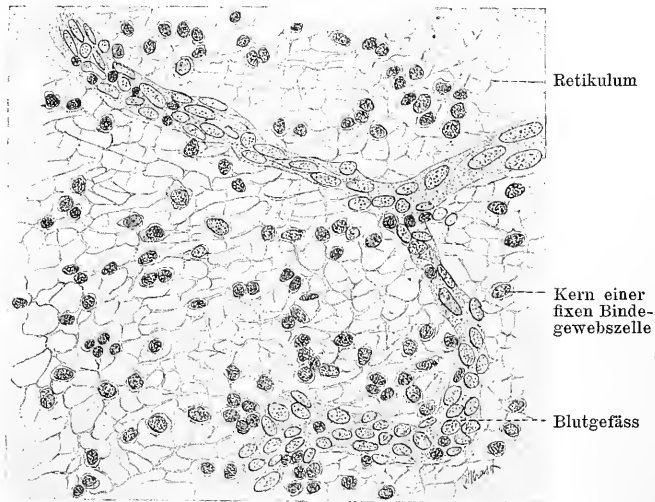 Retikulum
Kern einer
fixen Binde-
gewebszelle
Blutgefäss